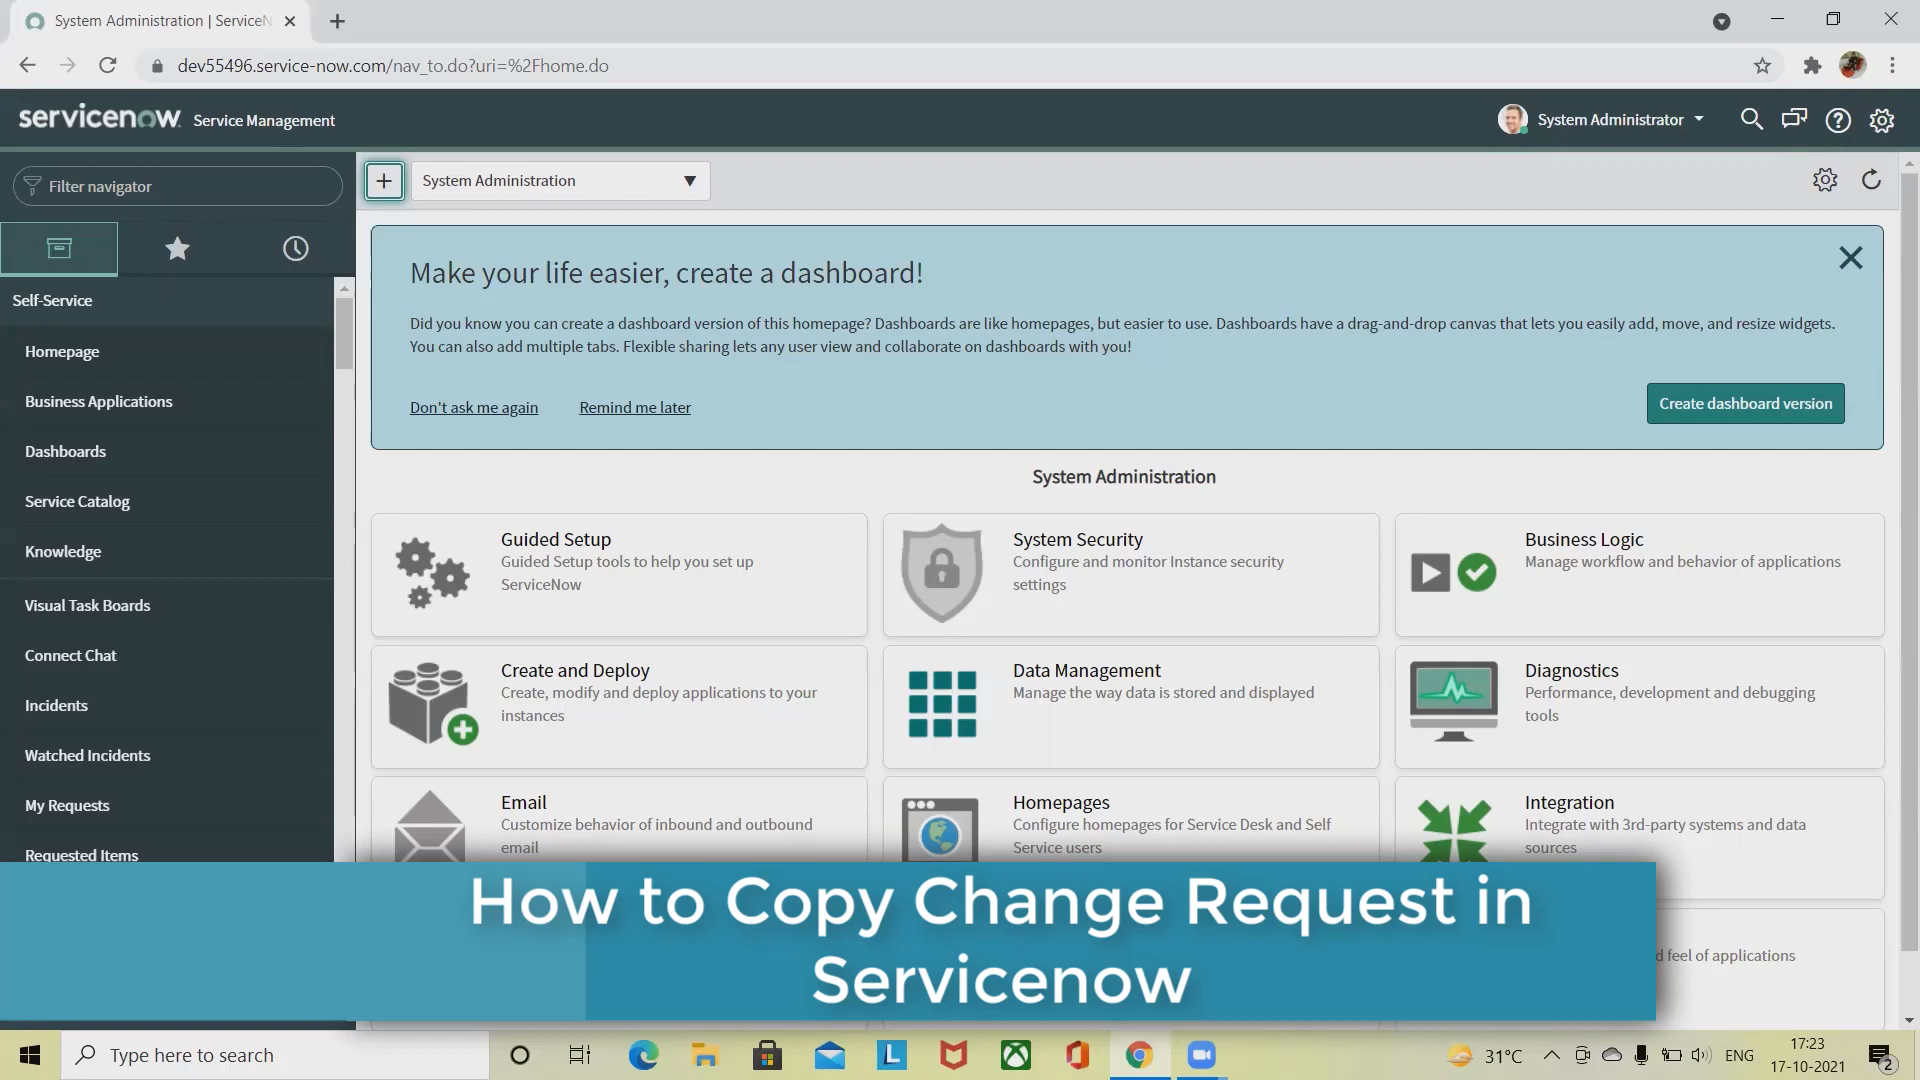 System Administration | ServiceN
dev55496.service-now.com/nav_to.do?uri=%2Fhome.do
servicenow Service Management
System Administrator
Filter navigator
System Administration
Self-Service
Homepage
Business Applications
Dashboards
Service Catalog
Knowledge
Visual Task Boards
Connect Chat
Incidents
Watched Incidents
My Requests
Requested Items
Make your life easier, create a dashboard!
Did you know you can create a dashboard version of this homepage? Dashboards are like homepages, but easier to use. Dashboards have a drag-and-drop canvas that lets you easily add, move, and resize widgets.
You can also add multiple tabs. Flexible sharing lets any user view and collaborate on dashboards with you!
Don't ask me again
Remind me later
Create dashboard version
System Administration
Guided Setup
Guided Setup tools to help you set up
ServiceNow
System Security
Configure and monitor Instance security
settings
Business Logic
Manage workflow and behavior of applications
Create and Deploy
Create, modify and deploy applications to your
instances
Data Management
Manage the way data is stored and displayed
Diagnostics
Performance, development and debugging
tools
Email
Customize behavior of inbound and outbound
email
Homepages
Configure homepages for Service Desk and Self
Service users
Integration
Integrate with 3rd-party systems and data
sources
d feel of applications
How to Copy Change Request in
Servicenow
Type here to search
L
31°C
ENG
17:23
17-10-2021
2